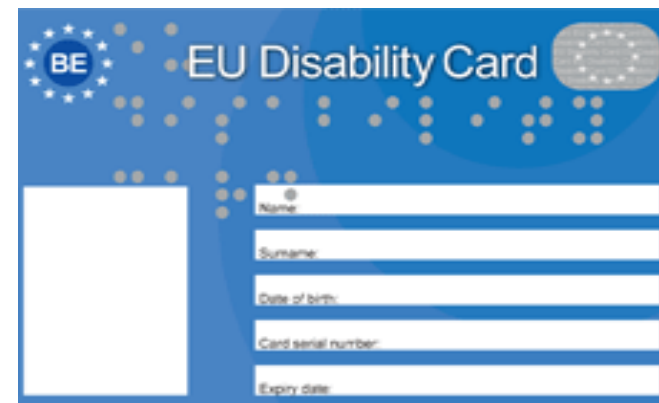 BE
EU Disability Card
Name:
Surname:
Date of birth:
Card serial number:
Expiry date: